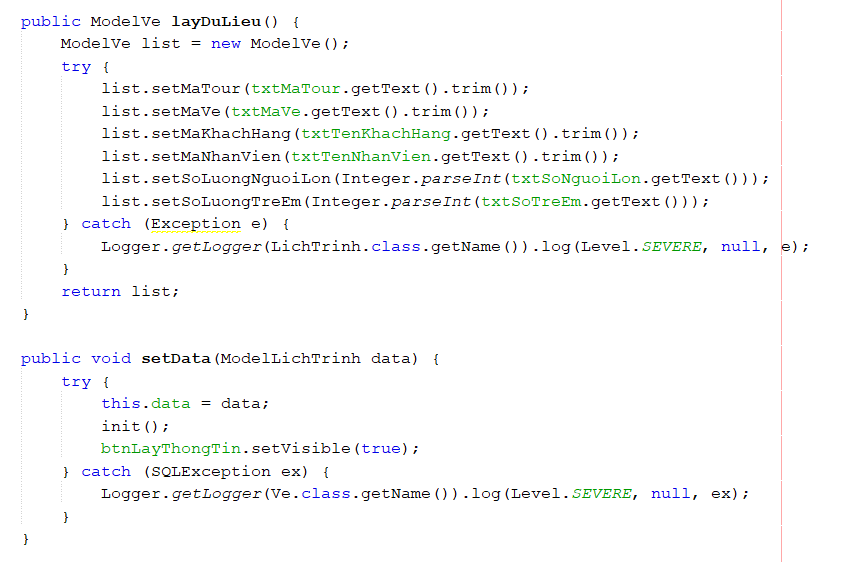 public ModelVe layDuLieu() {
    ModelVe list = new ModelVe();
    try {
        list.setMaTour(txtMaTour.getText().trim());
        list.setMaVe(txtMaVe.getText().trim());
        list.setMaKhachHang(txtTenKhachHang.getText().trim());
        list.setMaNhanVien(txtTenNhanVien.getText().trim());
        list.setSoLuongNguoiLon(Integer.parseInt(txtSoNguoiLon.getText()));
        list.setSoLuongTreEm(Integer.parseInt(txtSoTreEm.getText()));
    } catch (Exception e) {
        Logger.getLogger(LichTrinh.class.getName()).log(Level.SEVERE, null, e);
    }
    return list;
}

public void setData(ModelLichTrinh data) {
    try {
        this.data = data;
        init();
        btnLayThongTin.setVisible(true);
    } catch (SQLException ex) {
        Logger.getLogger(Ve.class.getName()).log(Level.SEVERE, null, ex);
    }
}